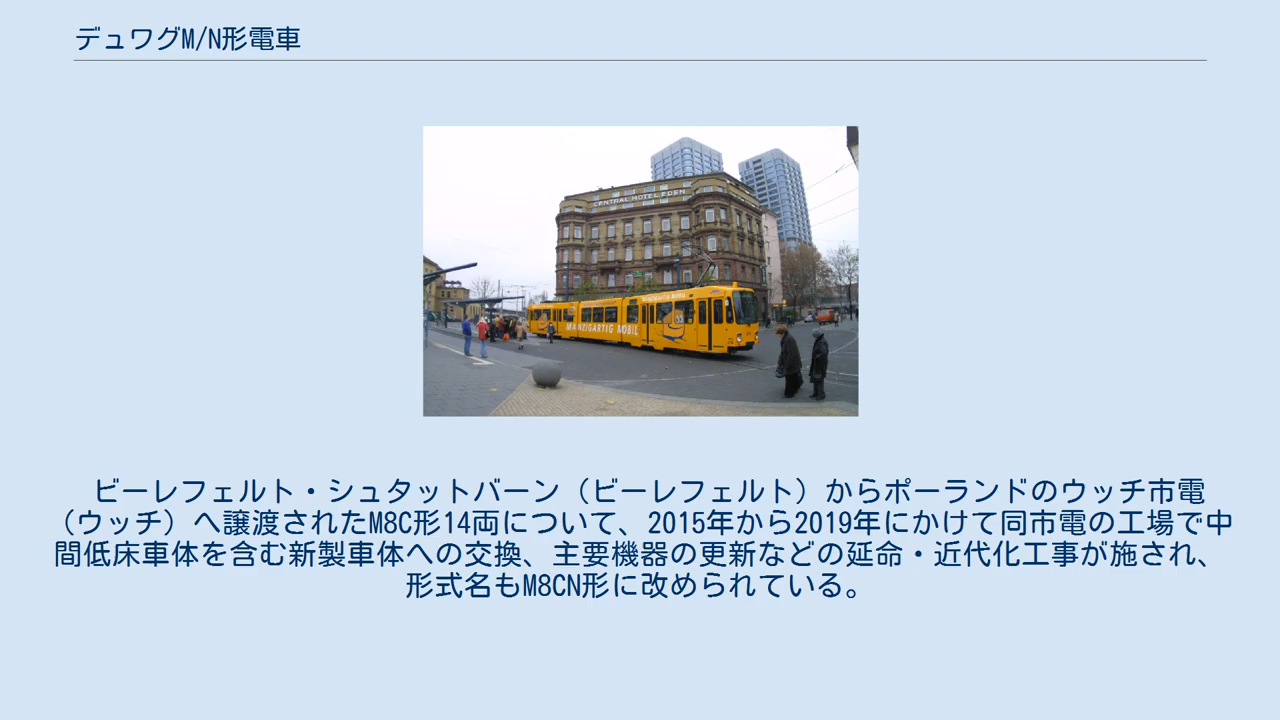 デュワグM/N形電車
CENTRAL HOTEL EDEN
MAINZIGARTIG MOBIL
MAINZIGARTIG MOBIL
ビーレフェルト・シュタットバーン（ビーレフェルト）からポーランドのウッチ市電
（ウッチ）へ譲渡されたM8C形14両について、2015年から2019年にかけて同市電の工場で中
間低床車体を含む新製車体への交換、主要機器の更新などの延命・近代化工事が施され、
形式名もM8CN形に改められている。